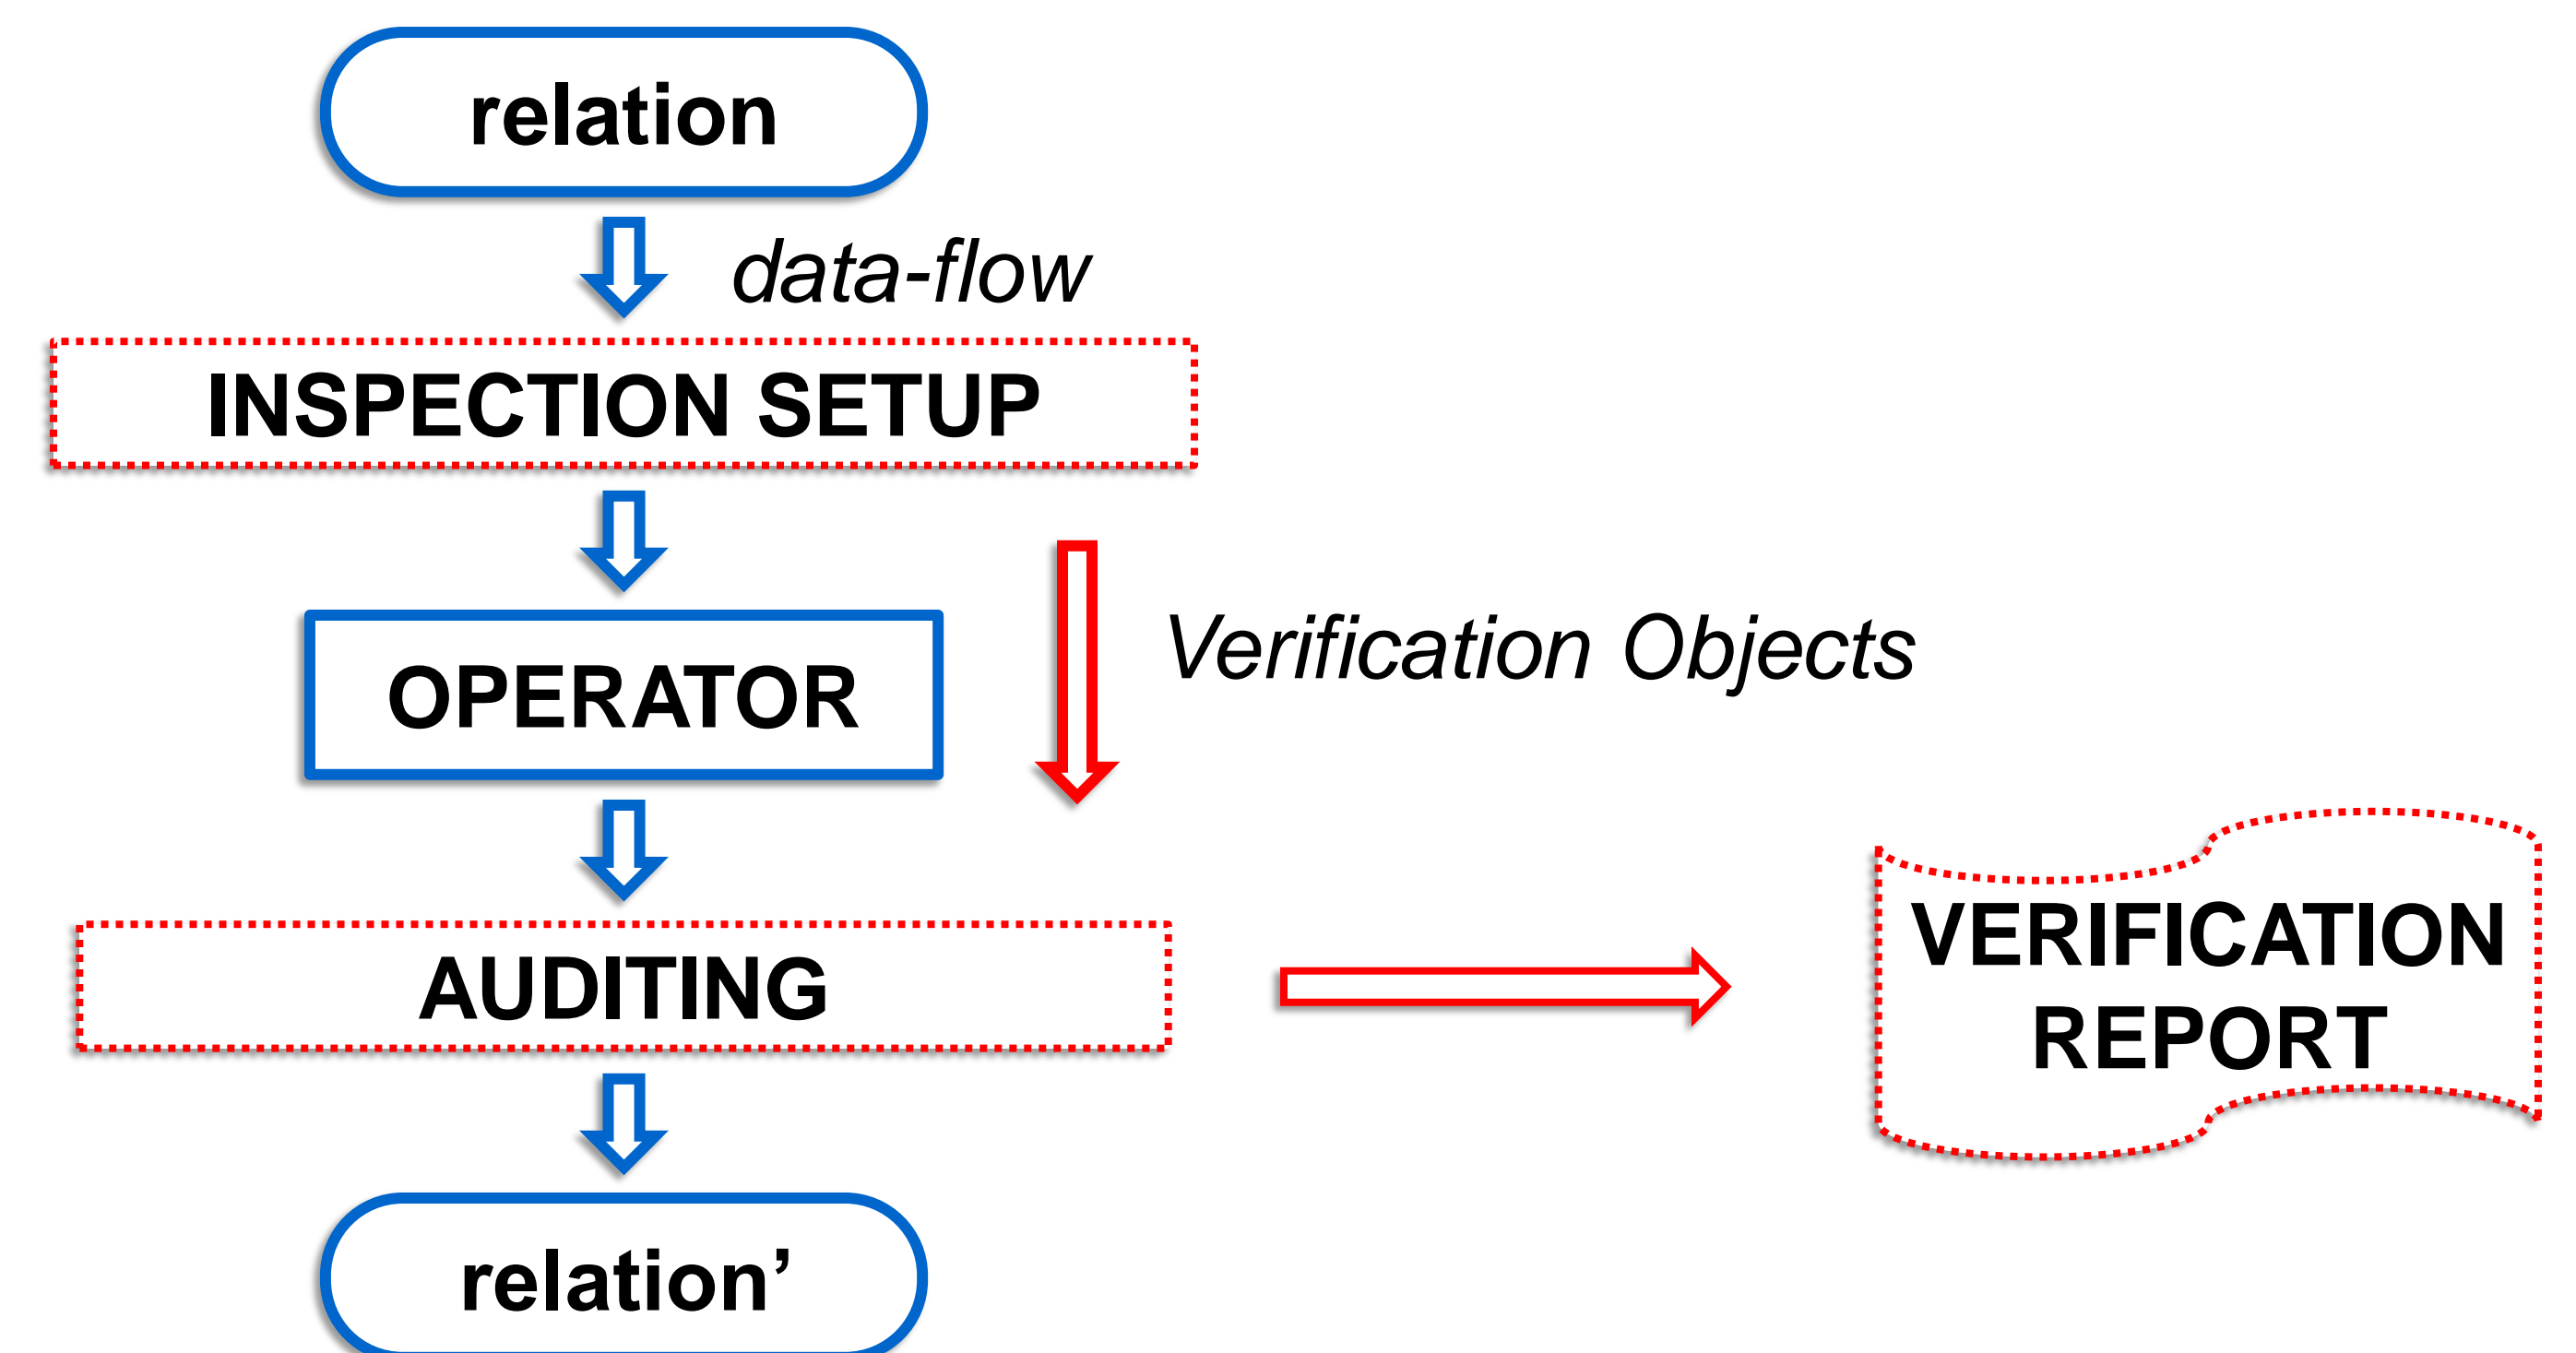 relation
data-flow
INSPECTION SETUP
OPERATOR
Verification Objects
AUDITING
VERIFICATION
REPORT
relation’